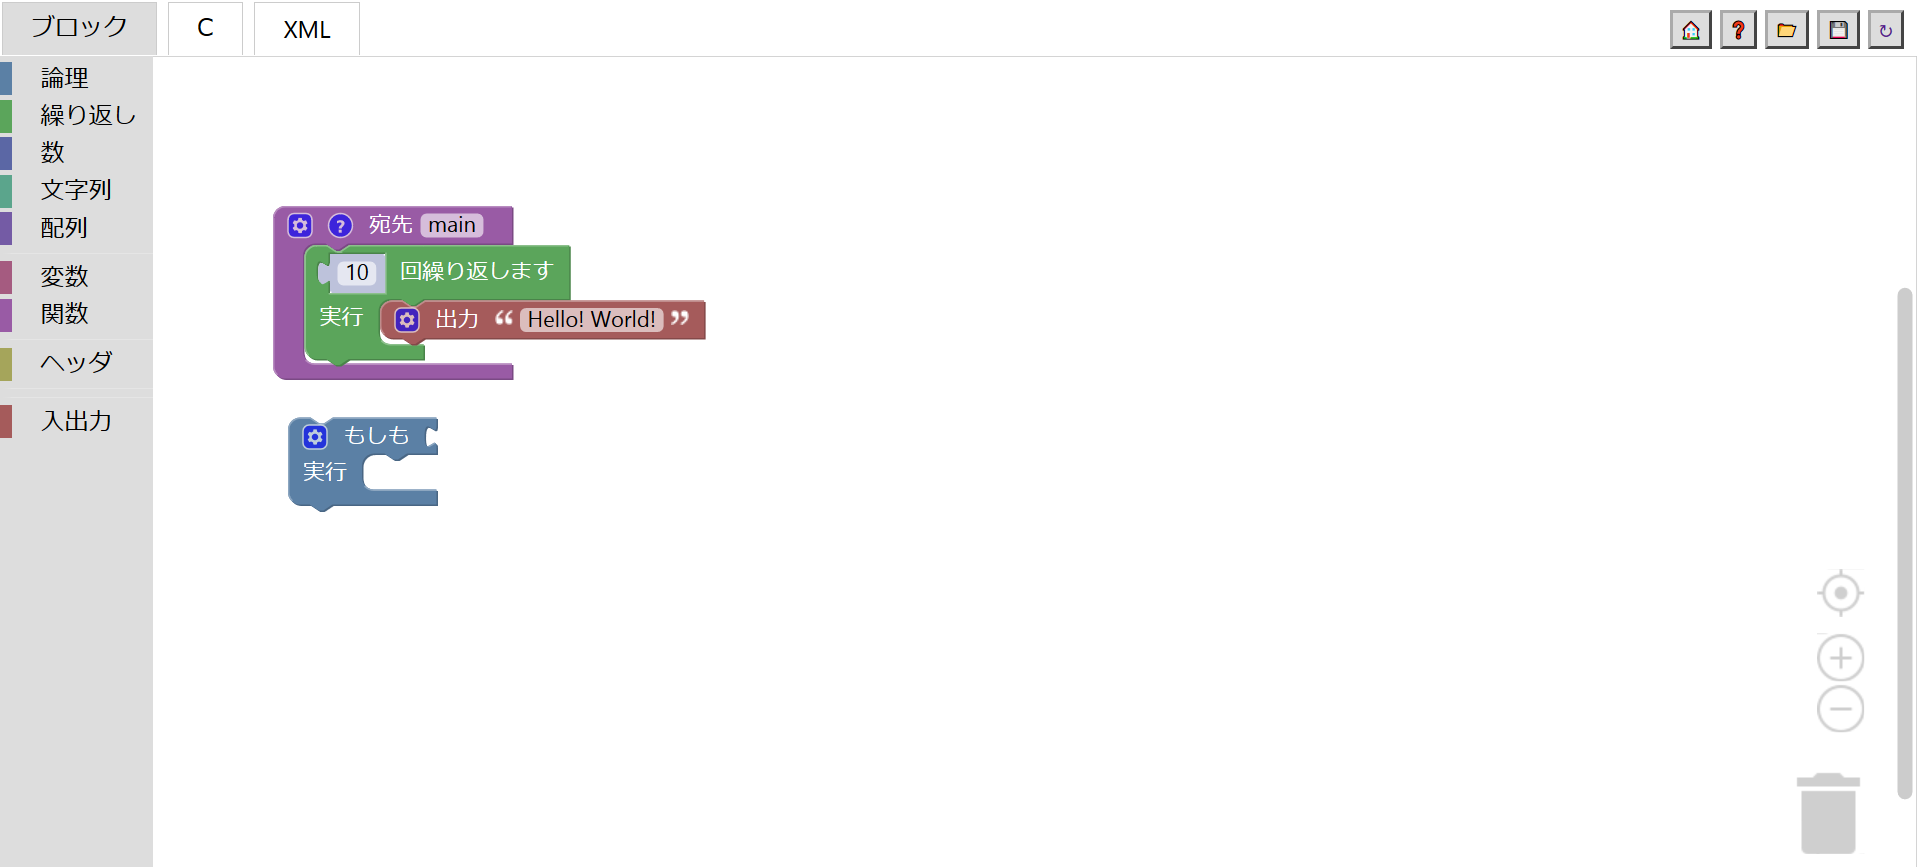 ブロック
C
XML
論理
繰り返し
数
文字列
配列
変数
関数
ヘッダ
入出力
? 宛先 main
10 回繰り返します
実行 出力 “ Hello! World! ”
もしも
実行